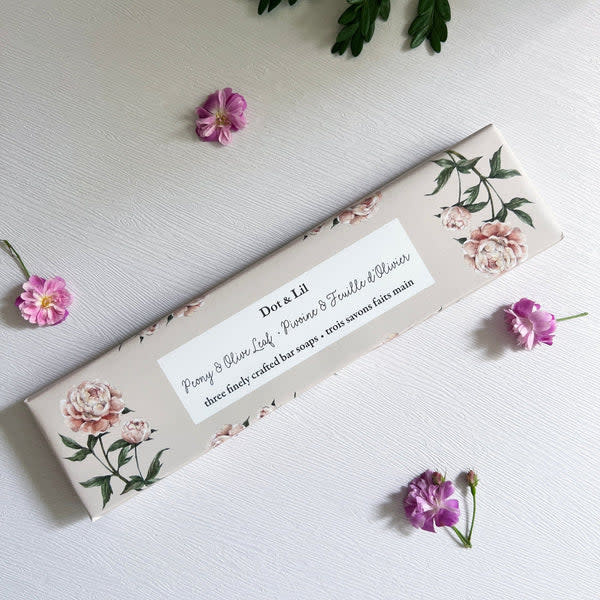 Dot & Lil
Peony & Olive Leaf · Pivoine & Feuille d'Olivier
three finely crafted bar soaps • trois savons faits main